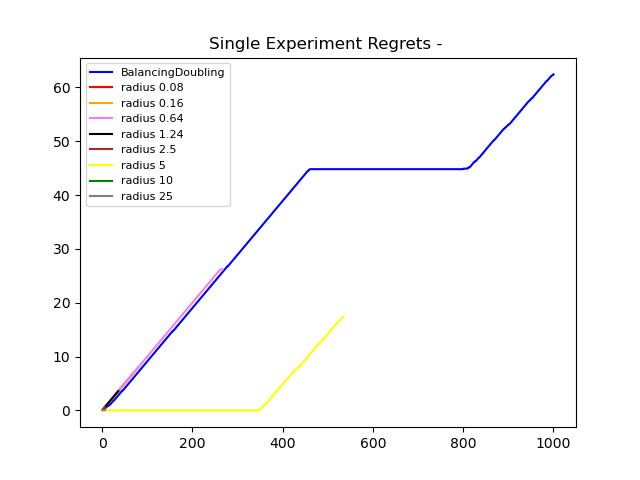 Single Experiment Regrets -
BalancingDoubling
radius 0.08
radius 0.16
radius 0.64
radius 1.24
radius 2.5
radius 5
radius 10
radius 25
60
50
40
30
20
10
0
0 200 400 600 800 1000